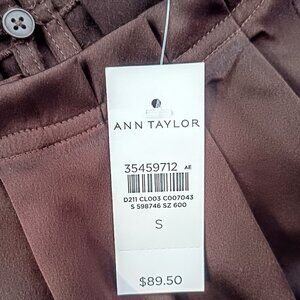 ANN TAYLOR
35459712 AE
D211 CL003 C007043
S 598746 SZ 600
S
$89.50